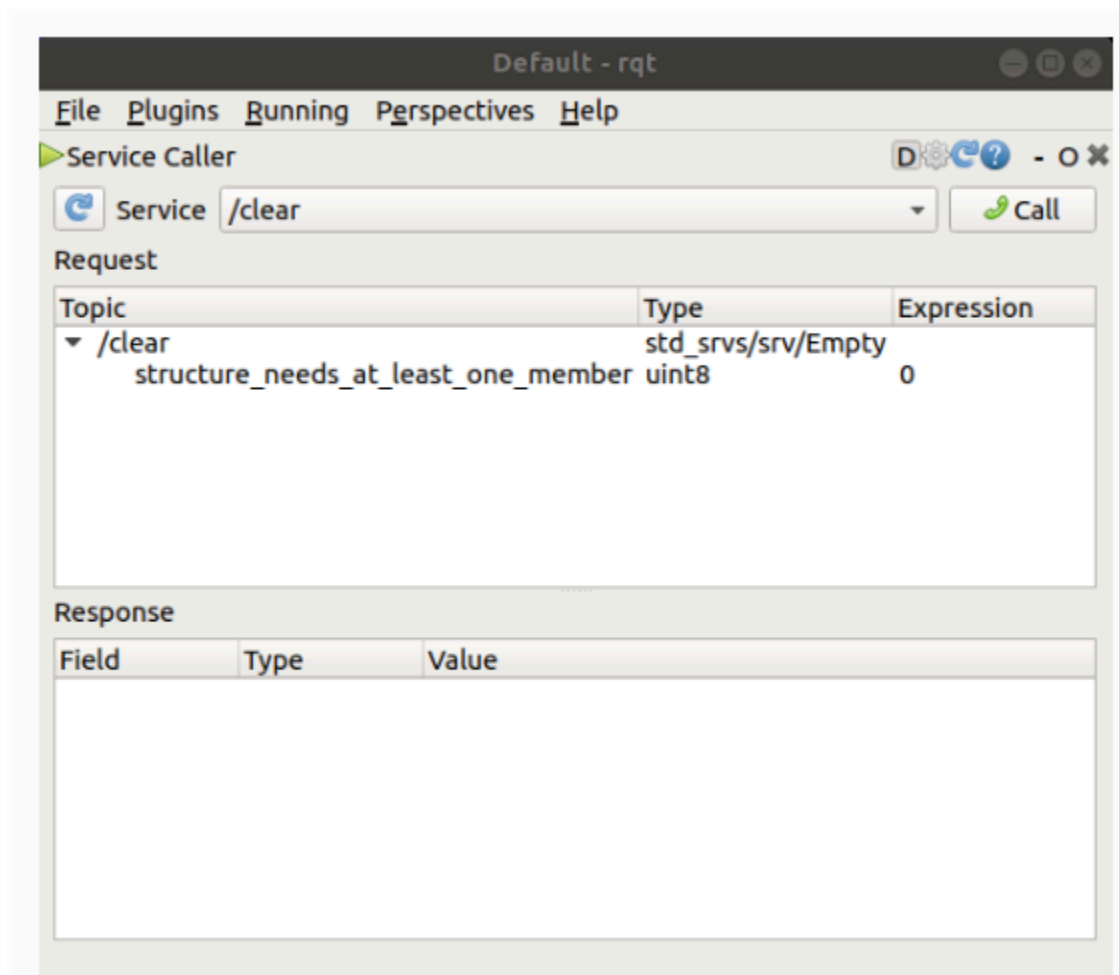 Default - rqt
File Plugins Running Perspectives Help
Service Caller D ? - O
Service /clear Call
Request
Topic Type Expression
/clear std_srvs/srv/Empty
structure_needs_at_least_one_member uint8 0
Response
Field Type Value